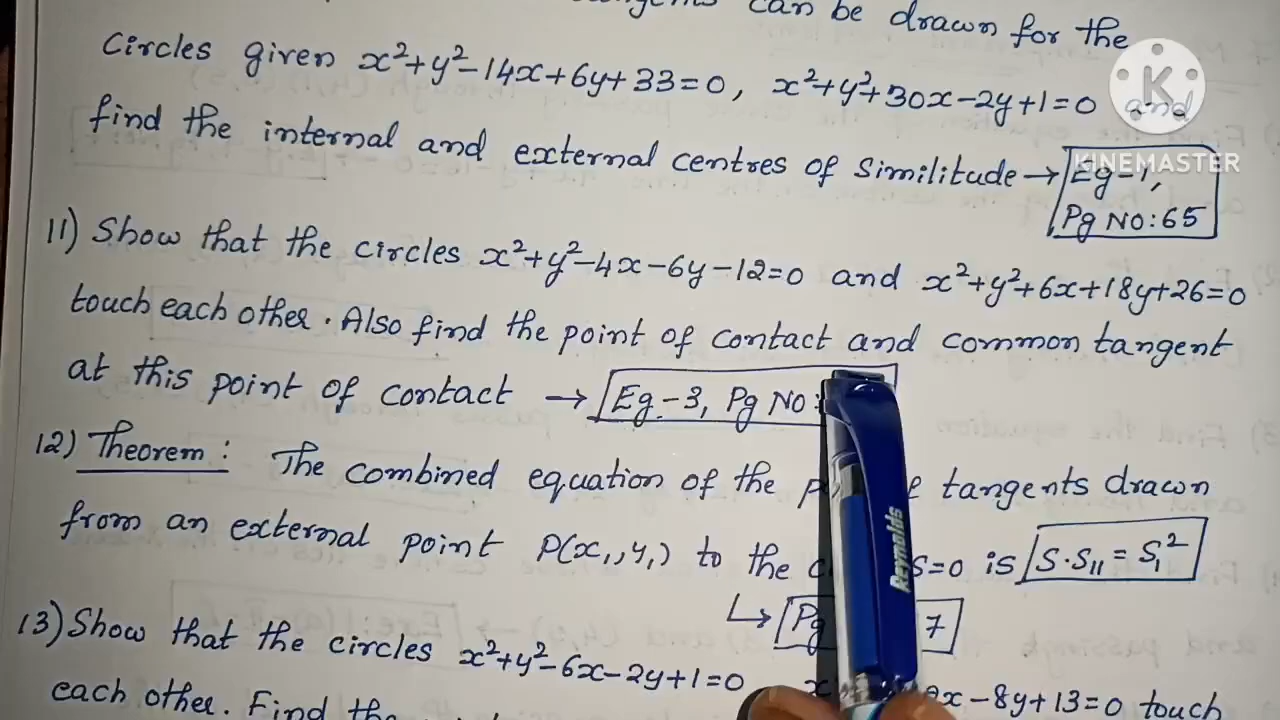 can be drawn for the
Circles given x²+y²-14x+6y+33=0, x²+y²+30x-2y+1=0 and
find the internal and external centres of Similitude → Eg-1,
Pg No:65
K
KINEMASTER
11) Show that the circles x²+y²-4x-6y-12=0 and x²+y²+6x+18y+26=0
touch each other. Also find the point of contact and common tangent
at this point of contact → Eg-3, Pg No:
12) Theorem: The combined equation of the tangents drawn
from an external point P(x₁,y₁) to the S=0 is S.S₁₁ = S₁²
↳ Pg 7
13) Show that the circles x²+y²-6x-2y+1=0 x -8y+13=0 touch
each other. Find the
Reynolds